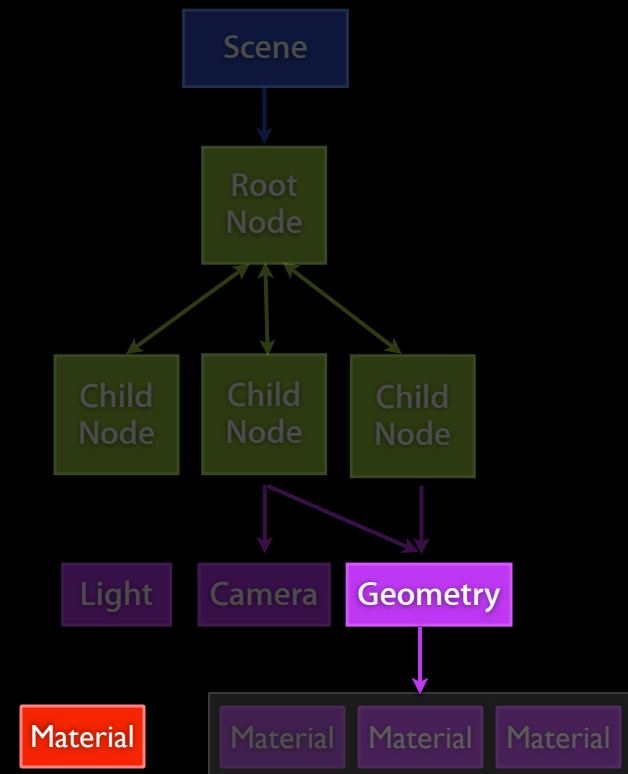 Scene
Root
Node
Child
Node
Child
Node
Child
Node
Light
Camera
Geometry
Material
Material
Material
Material